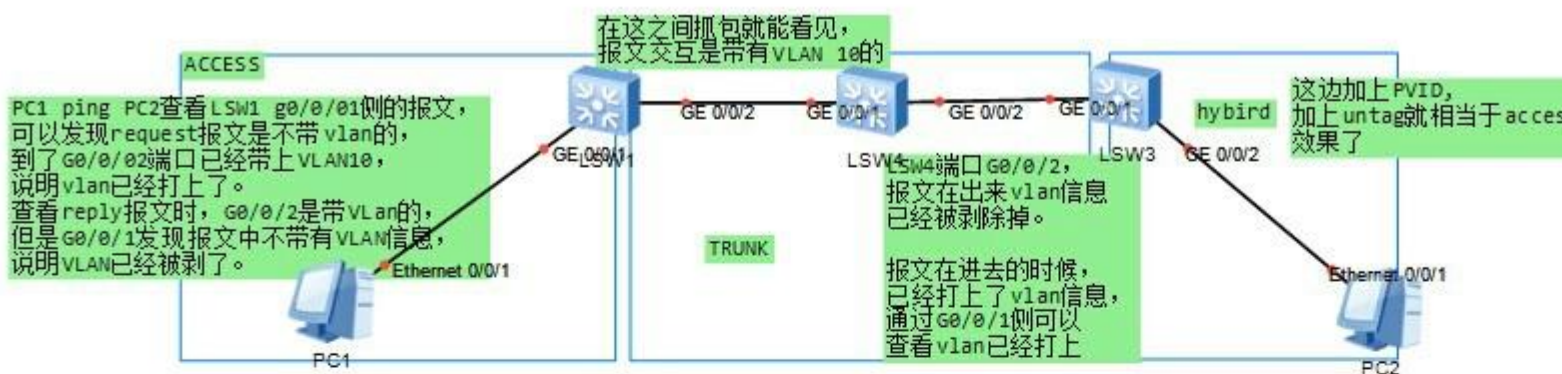 在这之间抓包就能看见,
报文交互是带有VLAN 10的
ACCESS
PC1 ping PC2查看LSW1 g0/0/01侧的报文,
可以发现request报文是不带vlan的,
到了G0/0/02端口已经带上VLAN10,
说明vlan已经打上了。
查看reply报文时, G0/0/2是带VLan的,
但是G0/0/1发现报文中不带有VLAN信息,
说明VLAN已经被剥了。
GE 0/0/1
LSW1
GE 0/0/2
GE 0/0/1
LSW4
GE 0/0/2
GE 0/0/1
LSW3
GE 0/0/2
hybird
这边加上PVID,
加上untag就相当于acces
效果了
LSW4端口G0/0/2,
报文在出来vlan信息
已经被剥除掉。
报文在进去的时候,
已经打上了vlan信息,
通过G0/0/1侧可以
查看vlan已经打上
TRUNK
Ethernet 0/0/1
PC1
Ethernet 0/0/1
PC2